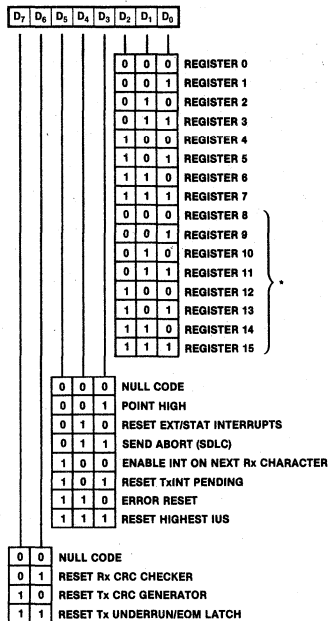 D7 D6 D5 D4 D3 D2 D1 D0
0 0 0 REGISTER 0
0 0 1 REGISTER 1
0 1 0 REGISTER 2
0 1 1 REGISTER 3
1 0 0 REGISTER 4
1 0 1 REGISTER 5
1 1 0 REGISTER 6
1 1 1 REGISTER 7
0 0 0 REGISTER 8
0 0 1 REGISTER 9
0 1 0 REGISTER 10
0 1 1 REGISTER 11
1 0 0 REGISTER 12
1 0 1 REGISTER 13
1 1 0 REGISTER 14
1 1 1 REGISTER 15
*
0 0 0 NULL CODE
0 0 1 POINT HIGH
0 1 0 RESET EXT/STAT INTERRUPTS
0 1 1 SEND ABORT (SDLC)
1 0 0 ENABLE INT ON NEXT Rx CHARACTER
1 0 1 RESET TxINT PENDING
1 1 0 ERROR RESET
1 1 1 RESET HIGHEST IUS
0 0 NULL CODE
0 1 RESET Rx CRC CHECKER
1 0 RESET Tx CRC GENERATOR
1 1 RESET Tx UNDERRUN/EOM LATCH